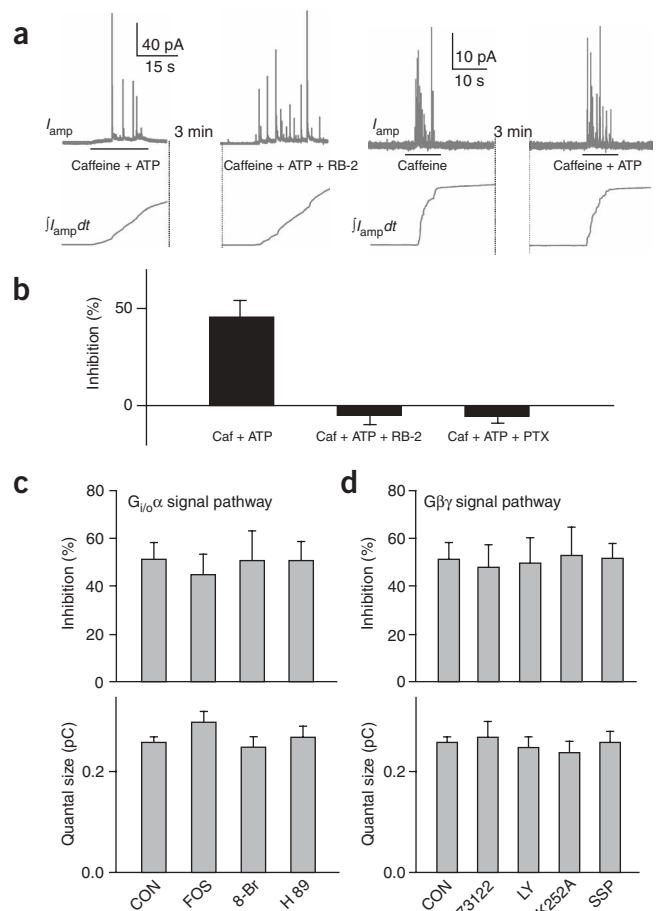 a
40 pA
15 s
10 pA
10 s
Iamp
3 min
Iamp
3 min
Caffeine + ATP
Caffeine + ATP + RB-2
Caffeine
Caffeine + ATP
∫Iampdt
∫Iampdt
b
Inhibition (%)
50
0
Caf + ATP
Caf + ATP + RB-2
Caf + ATP + PTX
c
Gi/oα signal pathway
Inhibition (%)
80
60
40
20
0
Quantal size (pC)
0.2
0.0
CON
FOS
8-Br
H 89
d
Gβγ signal pathway
Inhibition (%)
80
60
40
20
0
Quantal size (pC)
0.2
0.0
CON
73122
LY
K252A
SSP